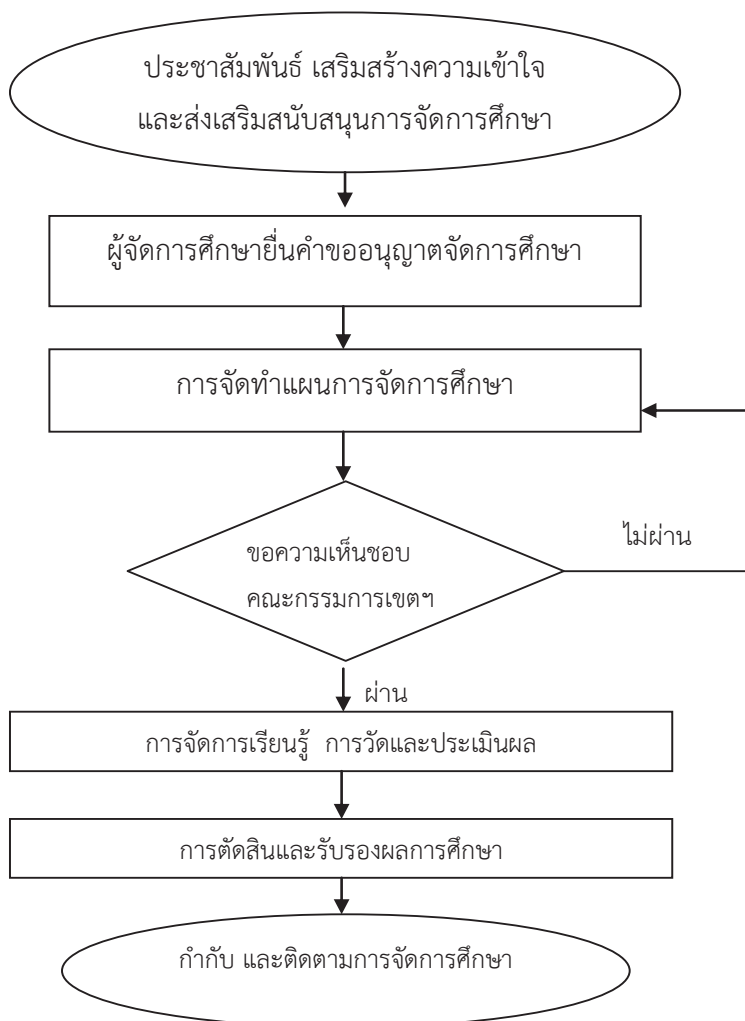 ประชาสัมพันธ์ เสริมสร้างความเข้าใจ
และส่งเสริมสนับสนุนการจัดการศึกษา
ผู้จัดการศึกษายื่นคำขออนุญาตจัดการศึกษา
การจัดทำแผนการจัดการศึกษา
ขอความเห็นชอบ
คณะกรรมการเขตฯ
ไม่ผ่าน
ผ่าน
การจัดการเรียนรู้ การวัดและประเมินผล
การตัดสินและรับรองผลการศึกษา
กำกับ และติดตามการจัดการศึกษา